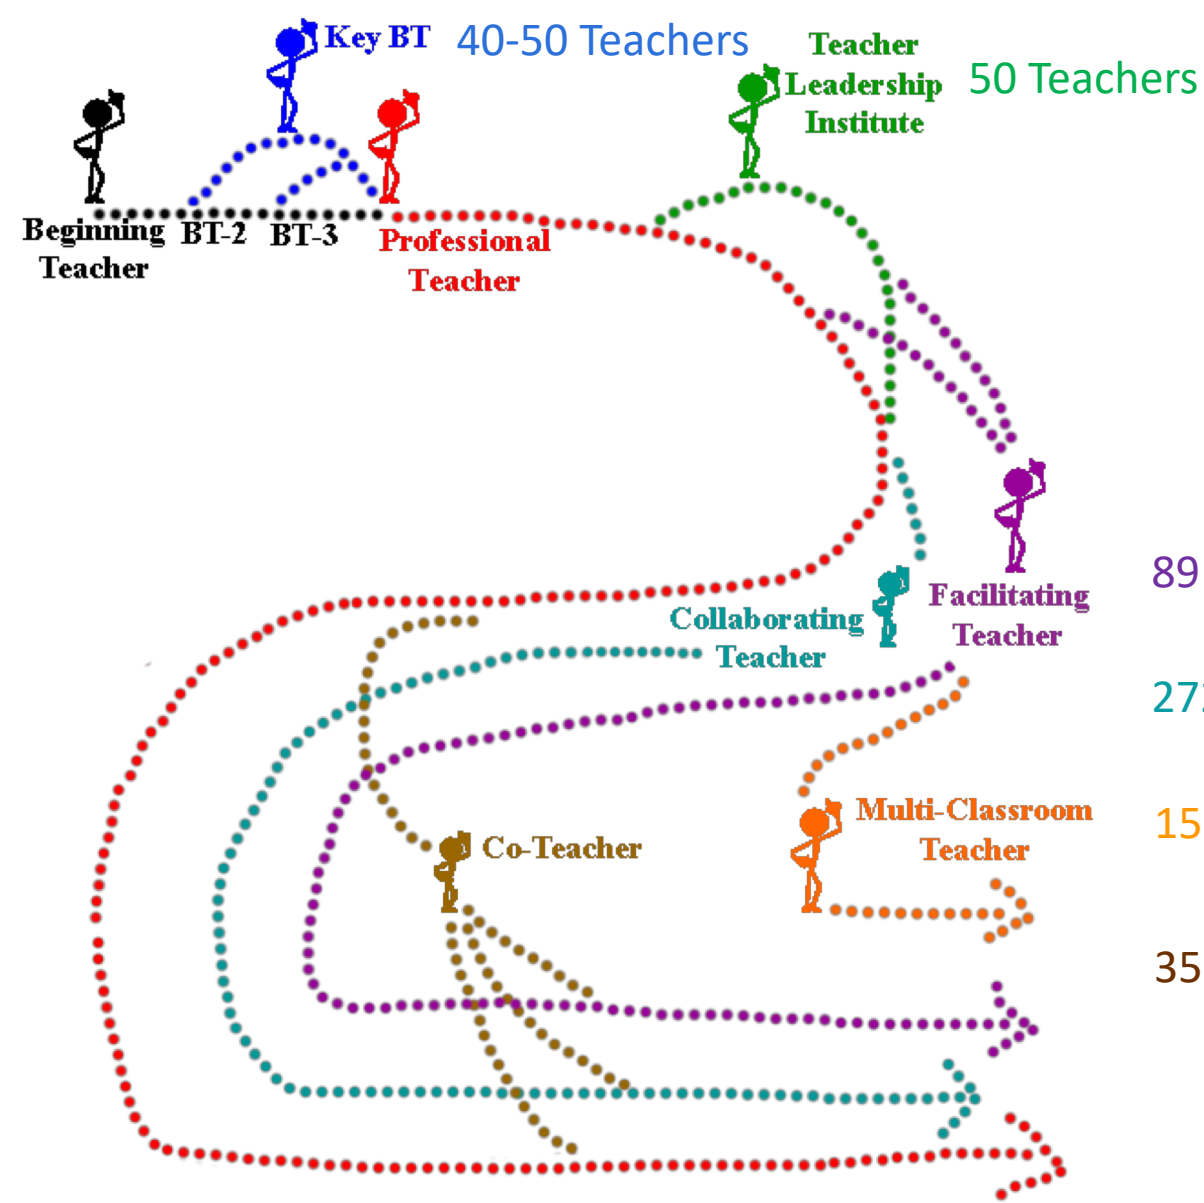 Key BT
40-50 Teachers
Teacher
Leadership
Institute
50 Teachers
Beginning
Teacher
BT-2
BT-3
Professional
Teacher
89
Facilitating
Teacher
Collaborating
Teacher
15
Multi-Classroom
Teacher
Co-Teacher
35